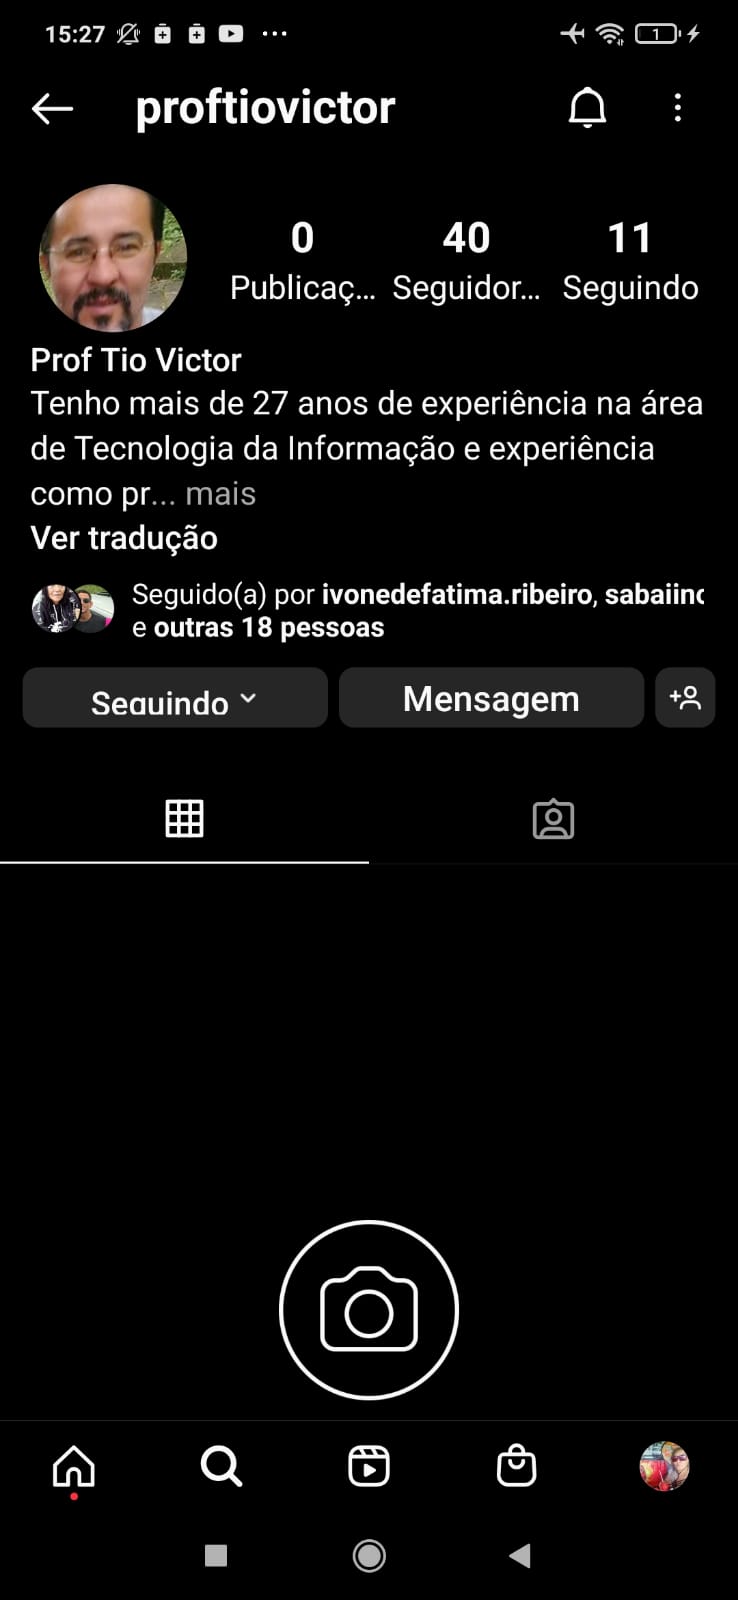 15:27
1
proftiovictor
0 40 11
Publicaç... Seguidor... Seguindo
Prof Tio Victor
Tenho mais de 27 anos de experiência na área
de Tecnologia da Informação e experiência
como pr... mais
Ver tradução
Seguido(a) por ivonedefatima.ribeiro, sabaiinc
e outras 18 pessoas
Seguindo Mensagem